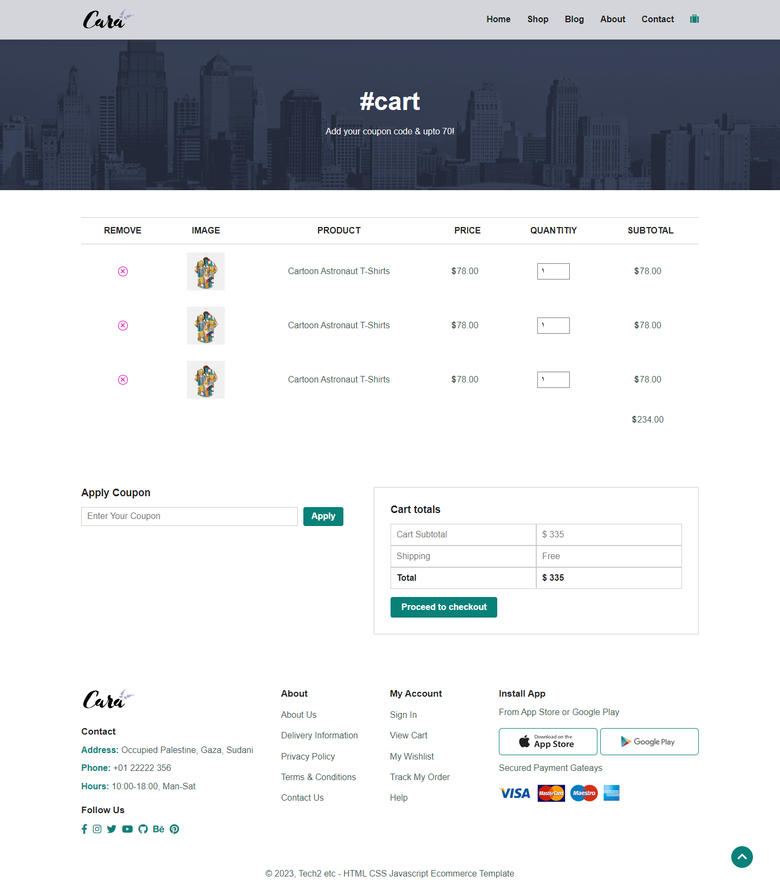 Cara
Home Shop Blog About Contact
#cart
Add your coupon code & upto 70!
REMOVE IMAGE PRODUCT PRICE QUANTITIY SUBTOTAL
Cartoon Astronaut T-Shirts $78.00 ١ $78.00
Cartoon Astronaut T-Shirts $78.00 ١ $78.00
Cartoon Astronaut T-Shirts $78.00 ١ $78.00
$234.00
Apply Coupon
Enter Your Coupon Apply
Cart totals
Cart Subtotal $ 335
Shipping Free
Total $ 335
Proceed to checkout
Cara
Contact
Address: Occupied Palestine, Gaza, Sudani
Phone: +01 22222 356
Hours: 10:00-18:00, Man-Sat
Follow Us
Bē
About
About Us
Delivery Information
Privacy Policy
Terms & Conditions
Contact Us
My Account
Sign In
View Cart
My Wishlist
Track My Order
Help
Install App
From App Store or Google Play
Download on the
App Store
Google Play
Secured Payment Gateays
VISA MasterCard Maestro
© 2023, Tech2 etc - HTML CSS Javascript Ecommerce Template